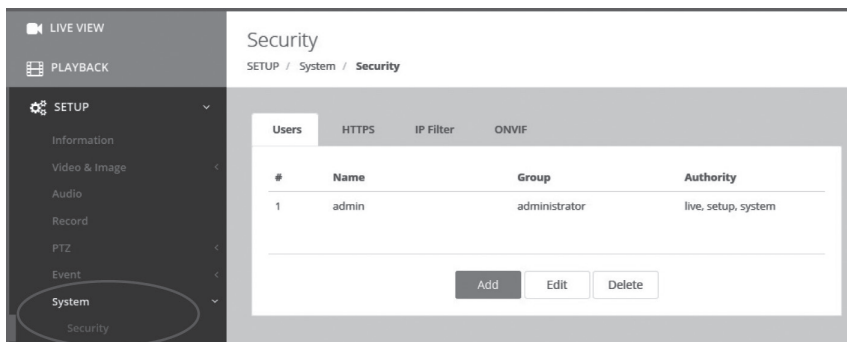 LIVE VIEW
PLAYBACK
SETUP
Information
Video & Image
Audio
Record
PTZ
Event
System
Security
Security
SETUP / System / Security
Users HTTPS IP Filter ONVIF
# Name Group Authority
1 admin administrator live, setup, system
Add Edit Delete